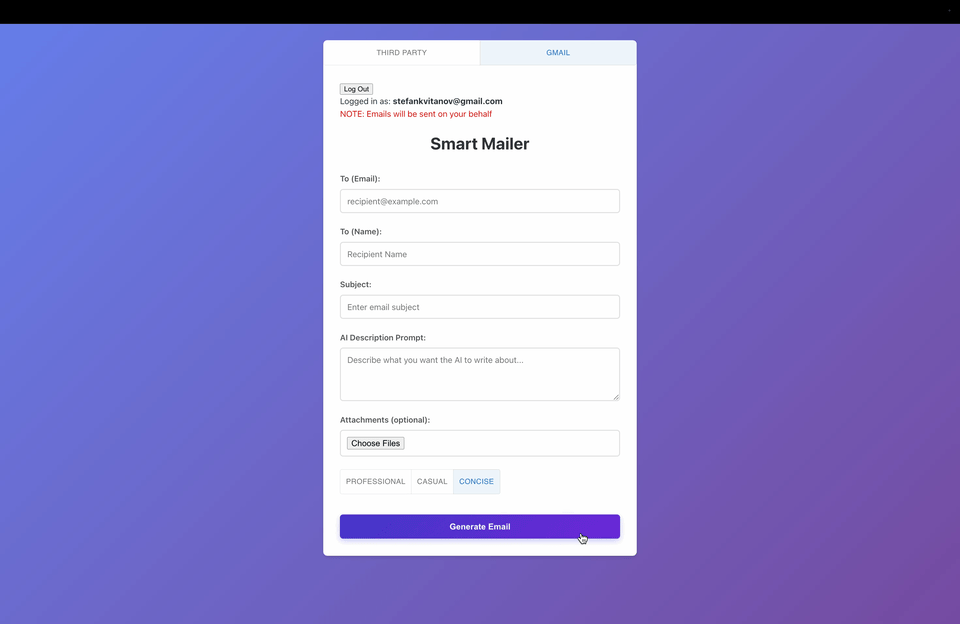 THIRD PARTY
GMAIL
Log Out
Logged in as: stefankvitanov@gmail.com
NOTE: Emails will be sent on your behalf
Smart Mailer
To (Email):
recipient@example.com
To (Name):
Recipient Name
Subject:
Enter email subject
AI Description Prompt:
Describe what you want the AI to write about...
Attachments (optional):
Choose Files
PROFESSIONAL CASUAL CONCISE
Generate Email